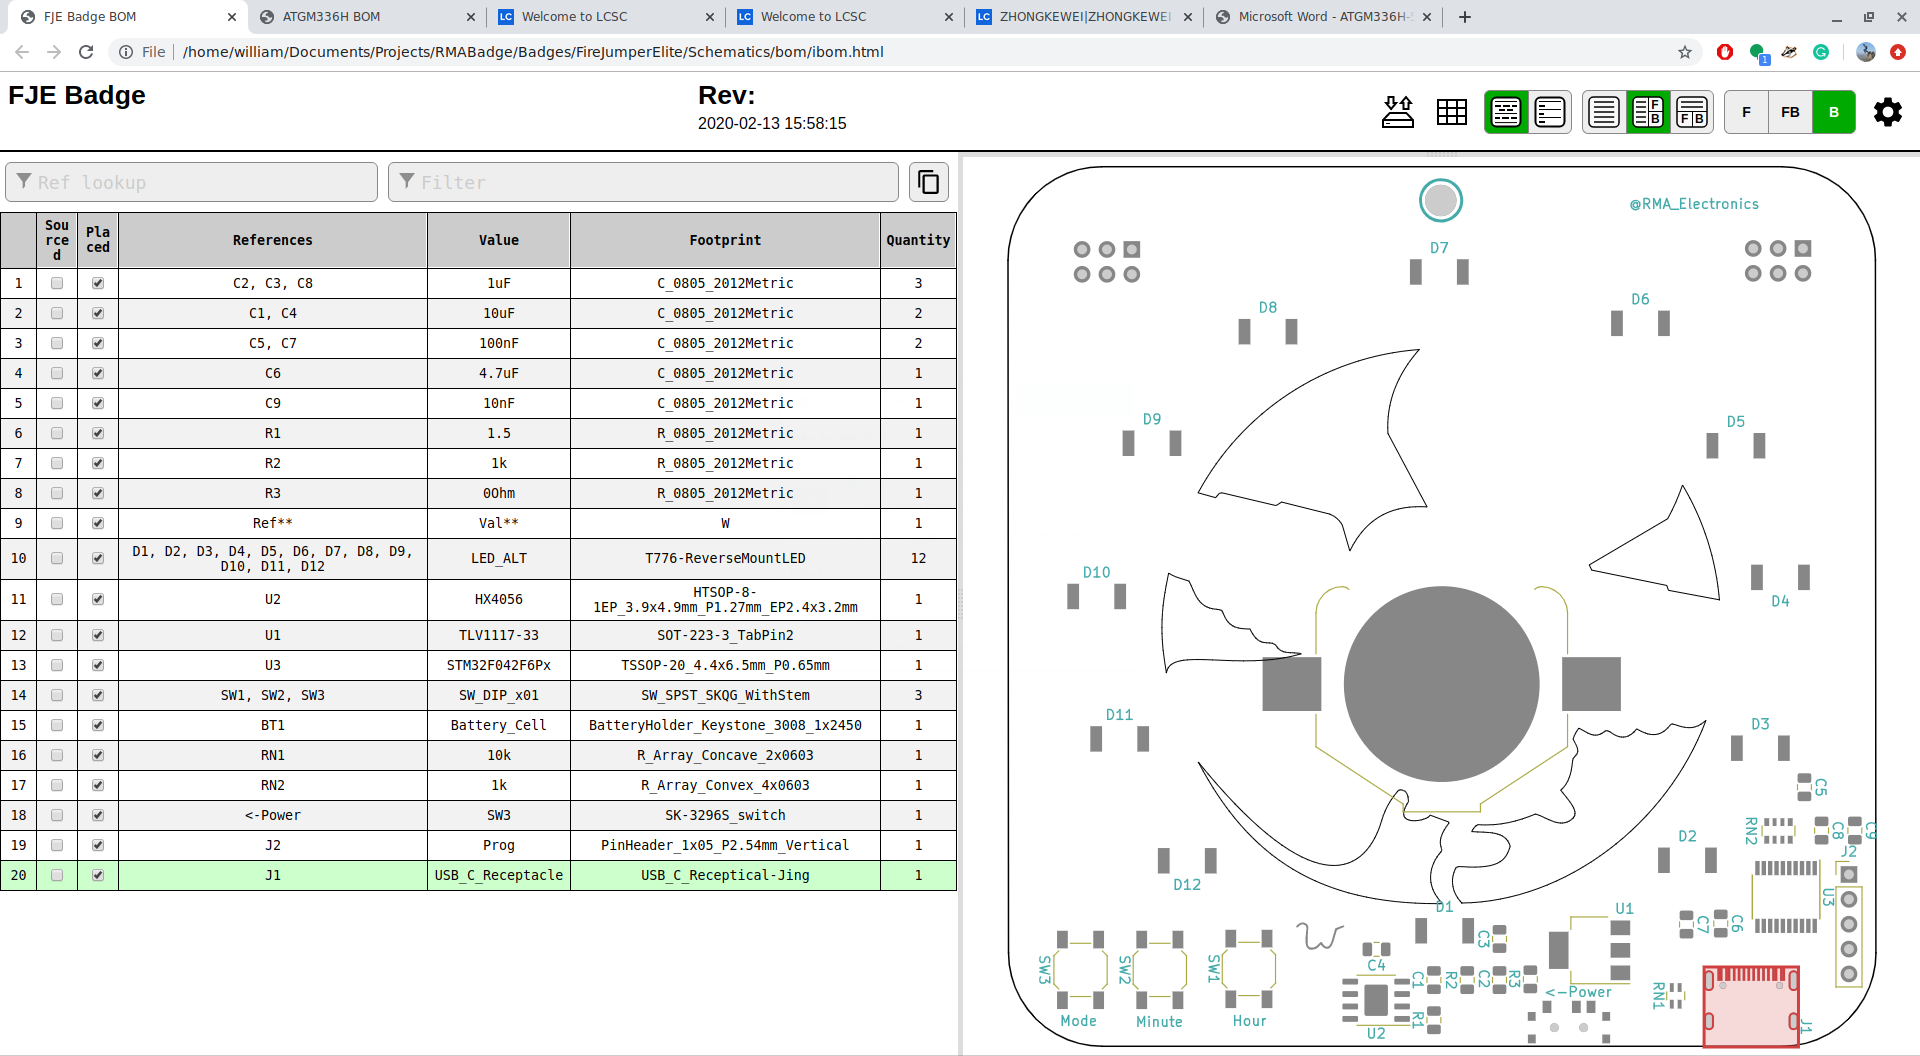 FJE Badge BOM
ATGM336H BOM
LC Welcome to LCSC
LC Welcome to LCSC
LC ZHONGKEWEI|ZHONGKEWEI
Microsoft Word - ATGM336H-
File /home/william/Documents/Projects/RMABadge/Badges/FireJumperElite/Schematics/bom/ibom.html
1
FJE Badge
Rev:
2020-02-13 15:58:15
F B
F B
F FB B
Ref lookup Filter
Sourced Placed References Value Footprint Quantity
1 C2, C3, C8 1uF C_0805_2012Metric 3
2 C1, C4 10uF C_0805_2012Metric 2
3 C5, C7 100nF C_0805_2012Metric 2
4 C6 4.7uF C_0805_2012Metric 1
5 C9 10nF C_0805_2012Metric 1
6 R1 1.5 R_0805_2012Metric 1
7 R2 1k R_0805_2012Metric 1
8 R3 0Ohm R_0805_2012Metric 1
9 Ref** Val** W 1
10 D1, D2, D3, D4, D5, D6, D7, D8, D9, D10, D11, D12 LED_ALT T776-ReverseMountLED 12
11 U2 HX4056 HTSOP-8-1EP_3.9x4.9mm_P1.27mm_EP2.4x3.2mm 1
12 U1 TLV1117-33 SOT-223-3_TabPin2 1
13 U3 STM32F042F6Px TSSOP-20_4.4x6.5mm_P0.65mm 1
14 SW1, SW2, SW3 SW_DIP_x01 SW_SPST_SKQG_WithStem 3
15 BT1 Battery_Cell BatteryHolder_Keystone_3008_1x2450 1
16 RN1 10k R_Array_Concave_2x0603 1
17 RN2 1k R_Array_Convex_4x0603 1
18 <-Power SW3 SK-3296S_switch 1
19 J2 Prog PinHeader_1x05_P2.54mm_Vertical 1
20 J1 USB_C_Receptacle USB_C_Receptical-Jing 1
@RMA_Electronics
D7
D6
D8
D9
D5
D10
D4
D11
D3
C5
RN2 C8 C9
D2
J2
D12
U3
D1
U1
C7 C6
C3
SW3 SW2 SW1
C4
C1 R2 C2 R3
<-Power
RN1
Mode Minute Hour
R1
U2
J1